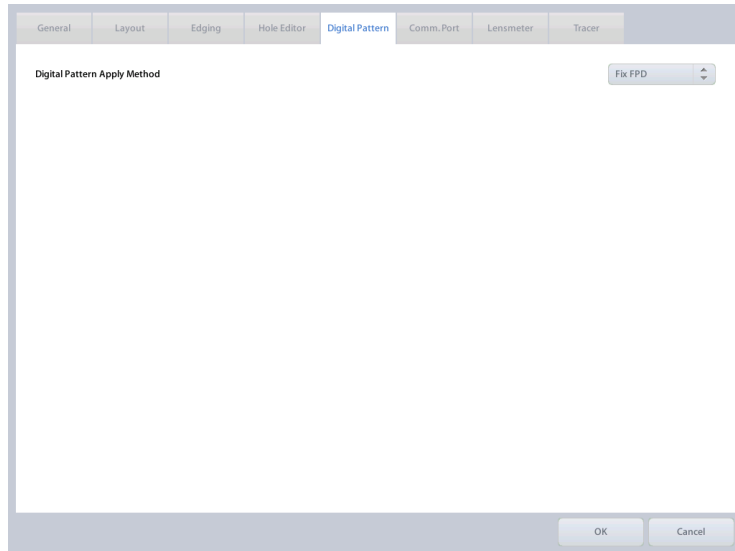 General Layout Edging Hole Editor Digital Pattern Comm. Port Lensmeter Tracer
Digital Pattern Apply Method Fix FPD
OK Cancel